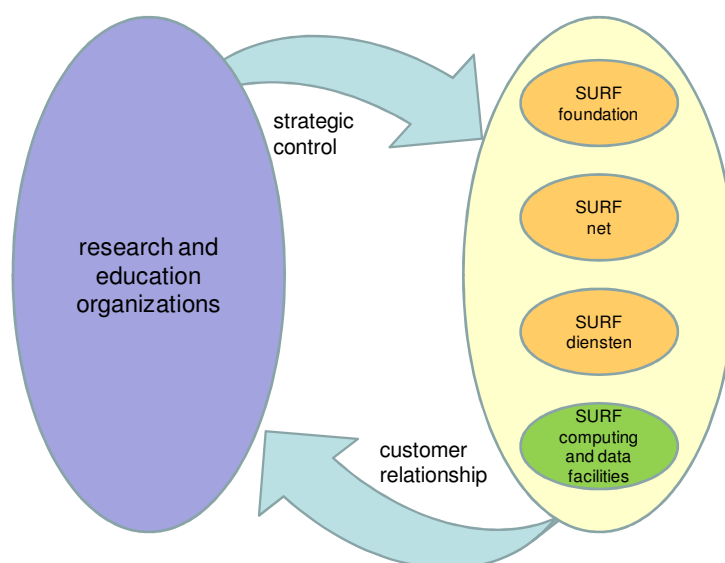 SURF
foundation
strategic
control
SURF
net
research and
education
organizations
SURF
diensten
SURF
computing
and data
facilities
customer
relationship